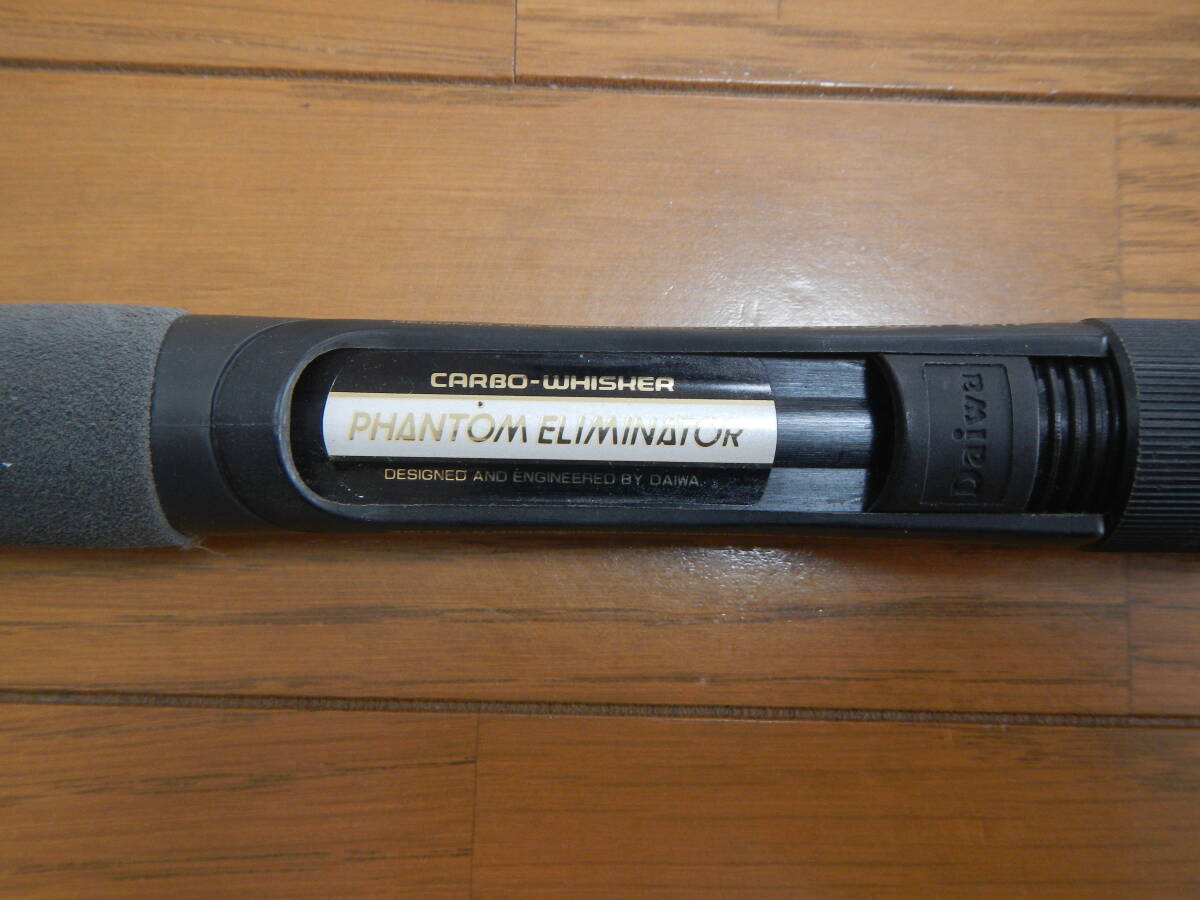 CARBO-WHISKER
PHANTOM ELIMINATOR
DESIGNED AND ENGINEERED BY DAIWA
Daiwa